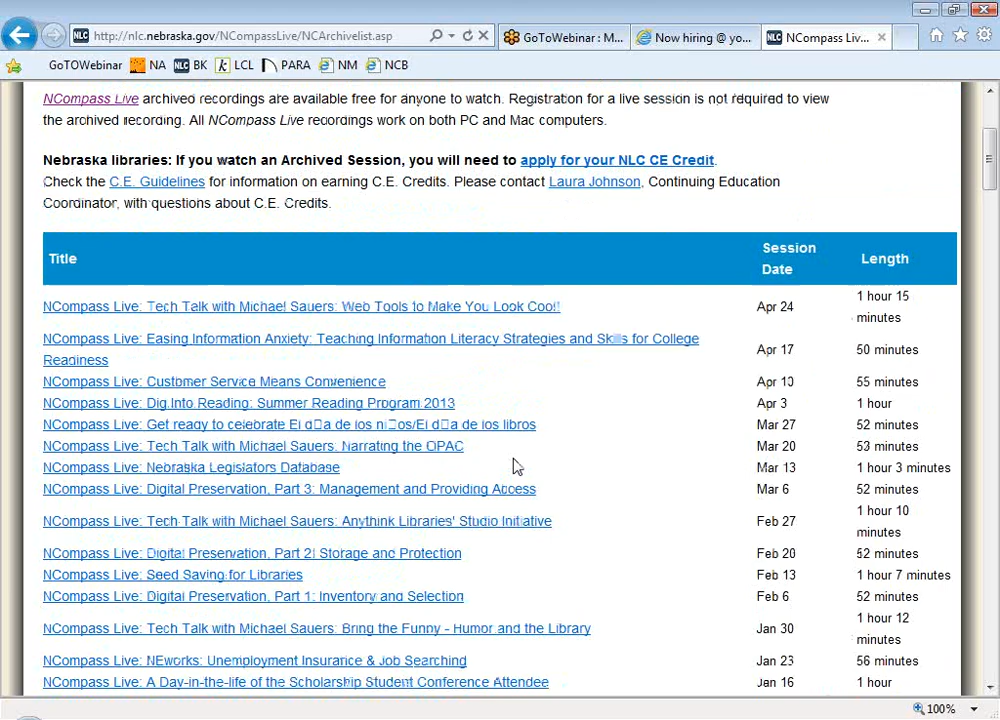 NLC http://nlc.nebraska.gov/NCompassLive/NCArchivelist.asp GoToWebinar : M... Now hiring @ yo... NLC NCompass Liv...
GoTOWebinar NA NLC BK k LCL PARA NM NCB
NCompass Live archived recordings are available free for anyone to watch. Registration for a live session is not required to view
the archived recording. All NCompass Live recordings work on both PC and Mac computers.
Nebraska libraries: If you watch an Archived Session, you will need to apply for your NLC CE Credit.
Check the C.E. Guidelines for information on earning C.E. Credits. Please contact Laura Johnson, Continuing Education
Coordinator, with questions about C.E. Credits.
Title Session Date Length
NCompass Live: Tech Talk with Michael Sauers: Web Tools to Make You Look Cool! Apr 24 1 hour 15 minutes
NCompass Live: Easing Information Anxiety: Teaching Information Literacy Strategies and Skills for College
Readiness Apr 17 50 minutes
NCompass Live: Customer Service Means Convenience Apr 10 55 minutes
NCompass Live: Dig Into Reading: Summer Reading Program 2013 Apr 3 1 hour
NCompass Live: Get ready to celebrate El d□a de los ni□os/El d□a de los libros Mar 27 52 minutes
NCompass Live: Tech Talk with Michael Sauers: Narrating the OPAC Mar 20 53 minutes
NCompass Live: Nebraska Legislators Database Mar 13 1 hour 3 minutes
NCompass Live: Digital Preservation, Part 3: Management and Providing Access Mar 6 52 minutes
NCompass Live: Tech Talk with Michael Sauers: Anythink Libraries' Studio Initiative Feb 27 1 hour 10 minutes
NCompass Live: Digital Preservation, Part 2: Storage and Protection Feb 20 52 minutes
NCompass Live: Seed Saving for Libraries Feb 13 1 hour 7 minutes
NCompass Live: Digital Preservation, Part 1: Inventory and Selection Feb 6 52 minutes
NCompass Live: Tech Talk with Michael Sauers: Bring the Funny - Humor and the Library Jan 30 1 hour 12 minutes
NCompass Live: NEworks: Unemployment Insurance & Job Searching Jan 23 56 minutes
NCompass Live: A Day-in-the-life of the Scholarship Student Conference Attendee Jan 16 1 hour
100%